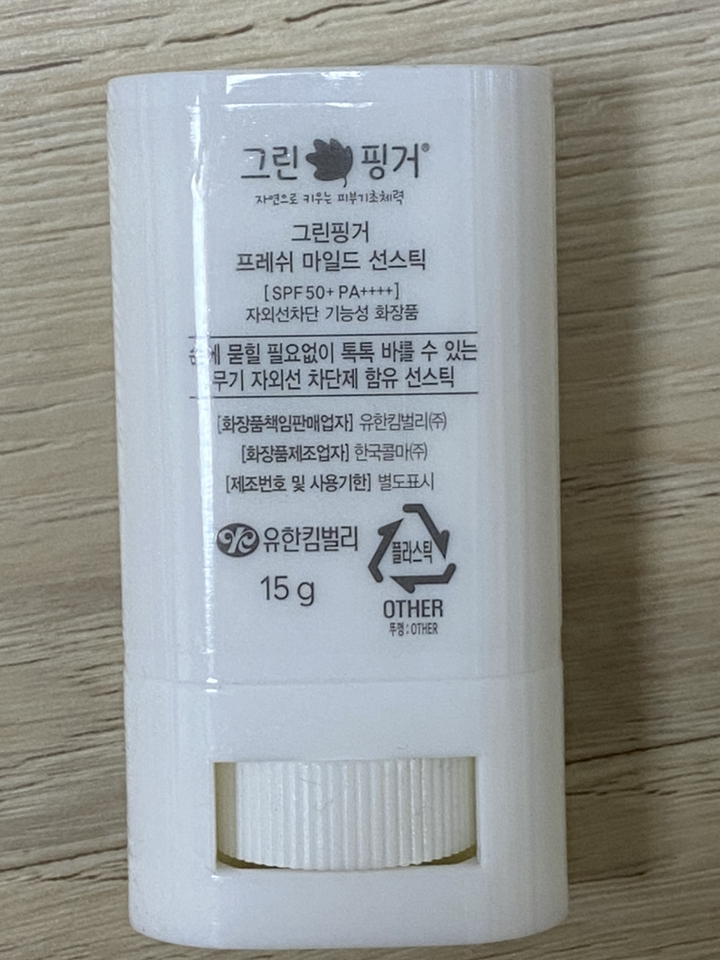 그린 핑거®
자연으로 키우는 피부기초체력
그린핑거
프레쉬 마일드 선스틱
[SPF50+ PA++++]
자외선차단 기능성 화장품
손에 묻힐 필요없이 톡톡 바를 수 있는
무기 자외선 차단제 함유 선스틱
[화장품책임판매업자] 유한킴벌리(주)
[화장품제조업자] 한국콜마(주)
[제조번호 및 사용기한] 별도표시
유한킴벌리
플라스틱
15 g
OTHER
뚜껑:OTHER